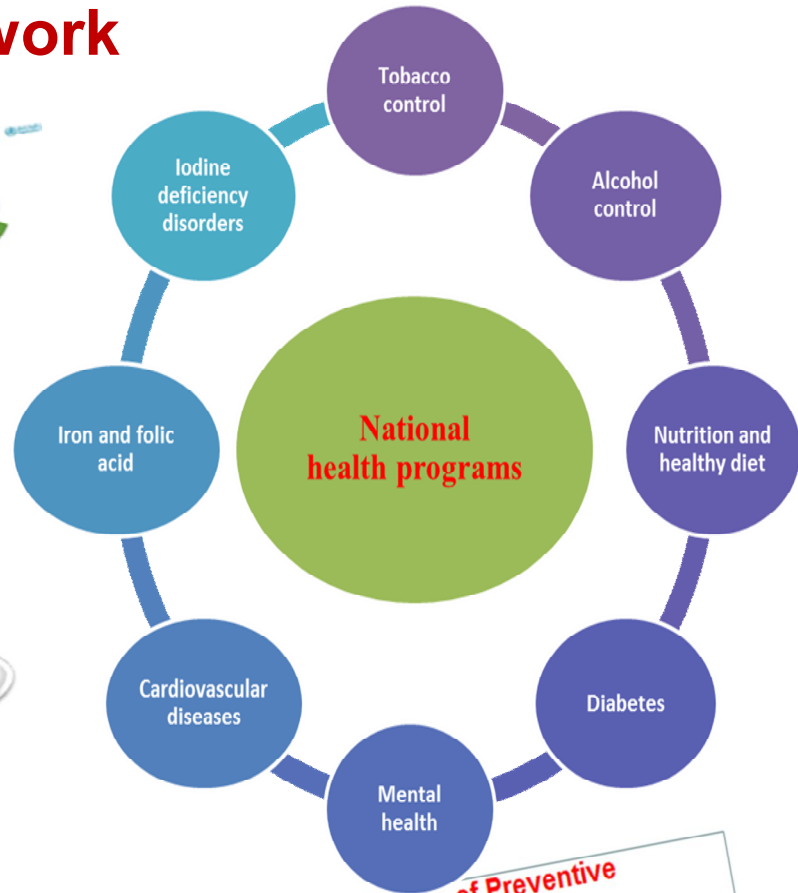 Tobacco
control
Alcohol
control
Nutrition and
healthy diet
Diabetes
Mental
health
Cardiovascular
diseases
Iron and folic
acid
Iodine
deficiency
disorders
National
health programs
of Preventive